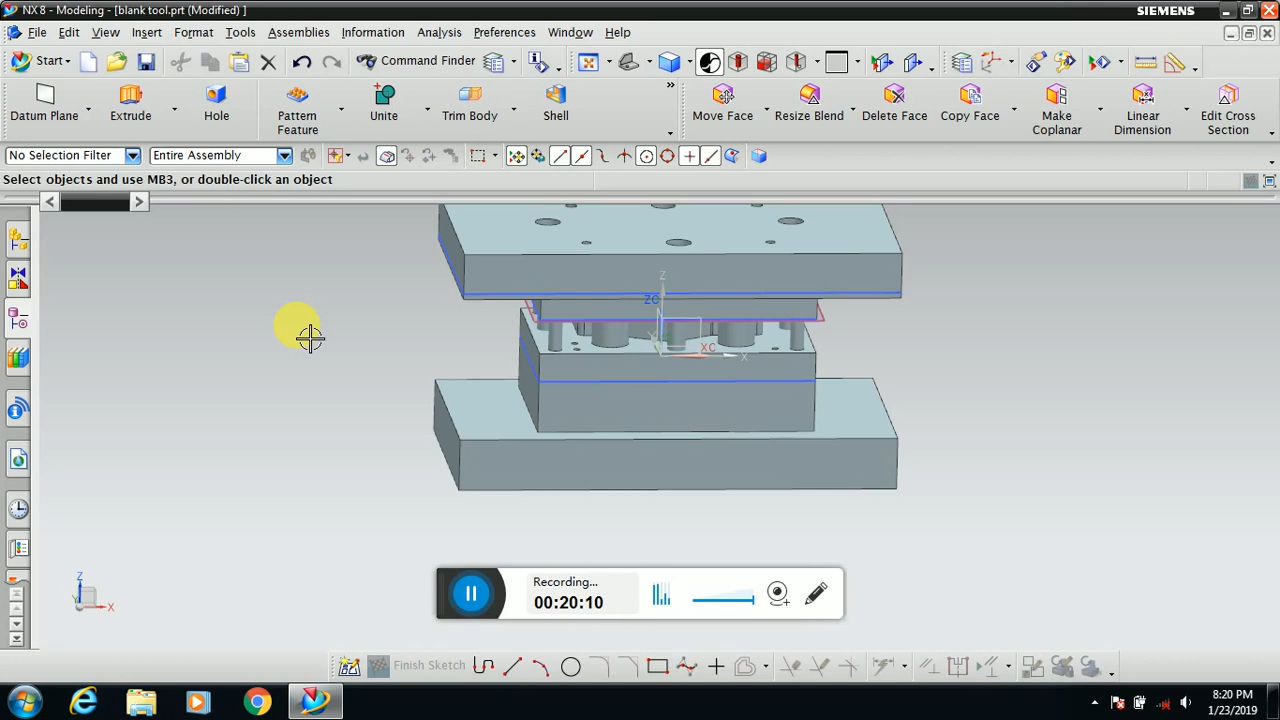 NX 8 - Modeling - [blank tool.prt (Modified) ]
SIEMENS
File Edit View Insert Format Tools Assemblies Information Analysis Preferences Window Help
Start Command Finder
Datum Plane Extrude Hole Pattern Feature Unite Trim Body Shell Move Face Resize Blend Delete Face Copy Face Make Coplanar Linear Dimension Edit Cross Section
No Selection Filter Entire Assembly
Select objects and use MB3, or double-click an object
Z
ZC
XC
X
Recording...
00:20:10
Z
X
Finish Sketch
8:20 PM
1/23/2019